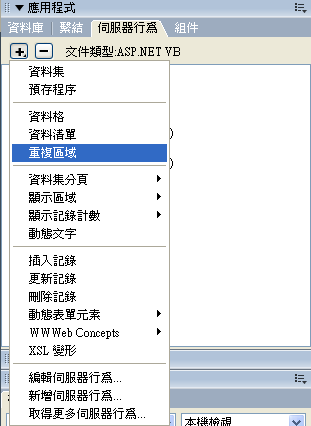 應用程式
資料庫 繫結 伺服器行為 組件
文件類型:ASP.NET VB
資料集
預存程序
資料格
資料清單
重複區域
資料集分頁
顯示區域
顯示記錄計數
動態文字
插入記錄
更新記錄
刪除記錄
動態表單元素
WWWeb Concepts
XSL 變形
編輯伺服器行為...
新增伺服器行為...
取得更多伺服器行為...
本機檢視